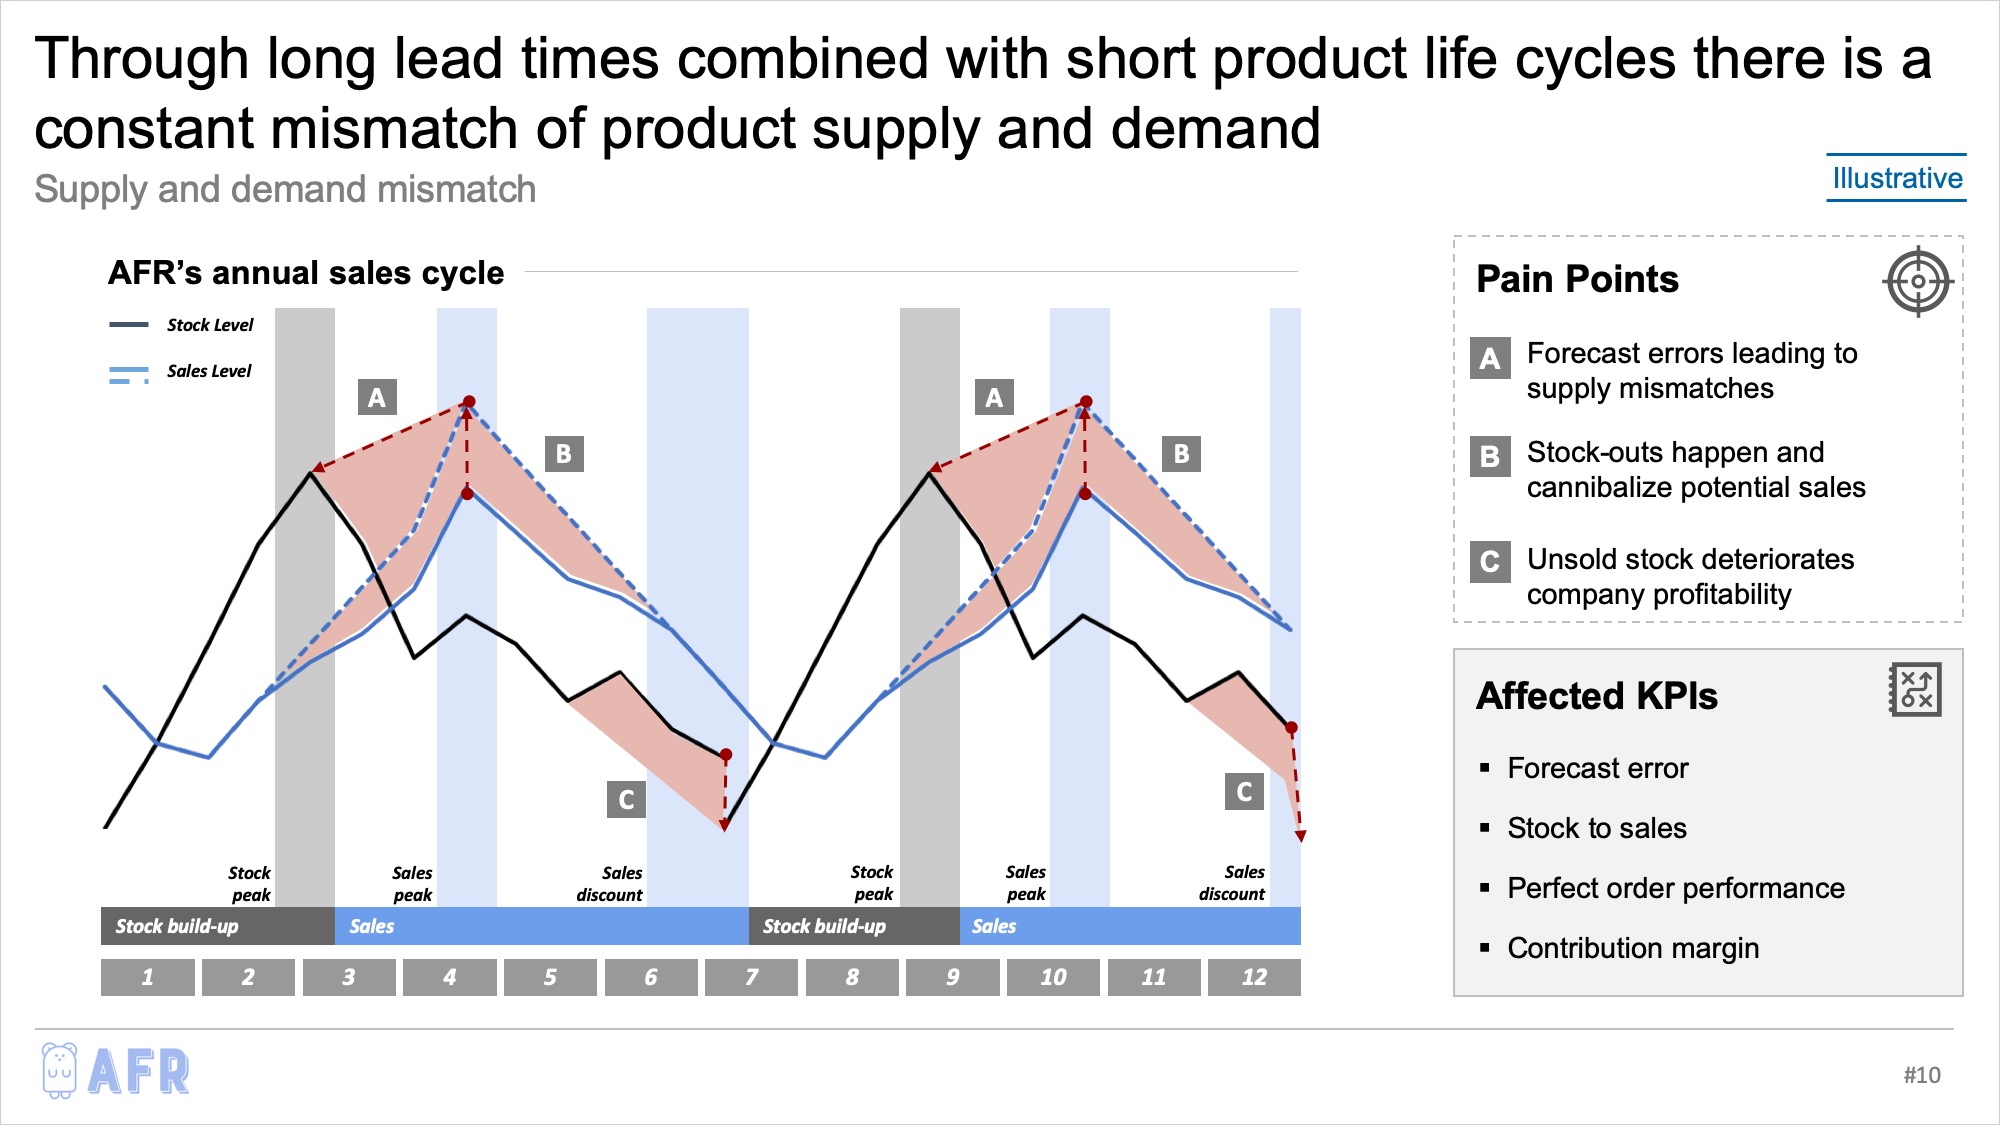 Through long lead times combined with short product life cycles there is a
constant mismatch of product supply and demand
Supply and demand mismatch
Illustrative
AFR’s annual sales cycle
Stock Level
Sales Level
A
B
C
A
B
C
Stock
peak
Sales
peak
Sales
discount
Stock
peak
Sales
peak
Sales
discount
Stock build-up
Sales
Stock build-up
Sales
1 2 3 4 5 6 7 8 9 10 11 12
Pain Points
A Forecast errors leading to
supply mismatches
B Stock-outs happen and
cannibalize potential sales
C Unsold stock deteriorates
company profitability
Affected KPIs
▪ Forecast error
▪ Stock to sales
▪ Perfect order performance
▪ Contribution margin
AFR
#10